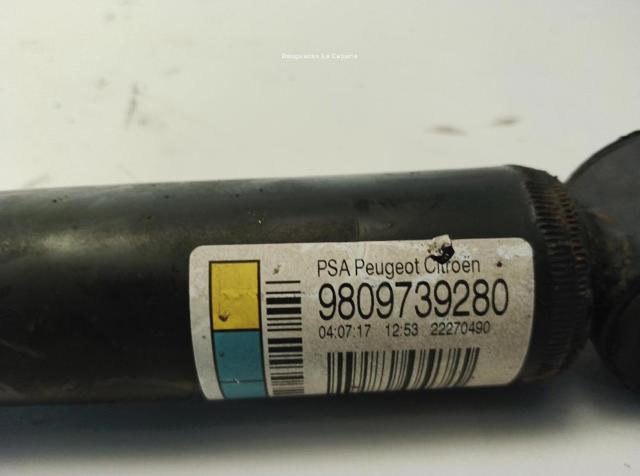 Desguaces La Cabaña
PSA Peugeot Citroën
9809739280
04:07:17 12:53 22270490